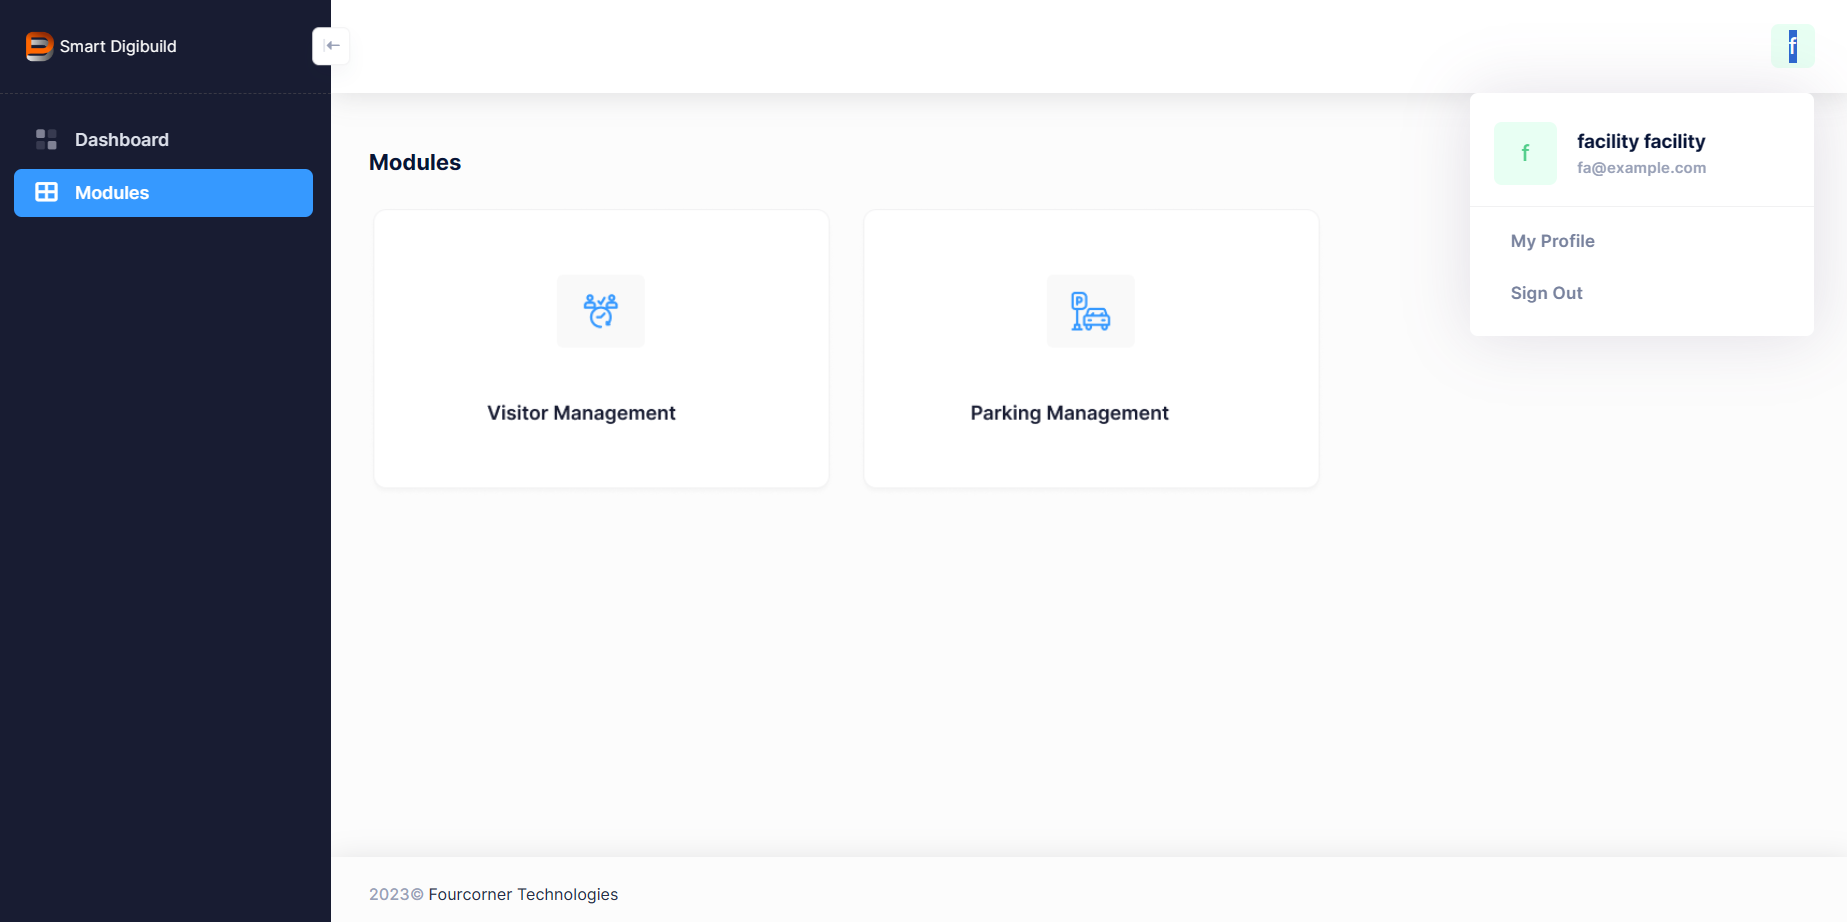 Smart Digibuild
f
Dashboard
Modules
Modules
Visitor Management
P
Parking Management
f
facility facility
fa@example.com
My Profile
Sign Out
2023© Fourcorner Technologies